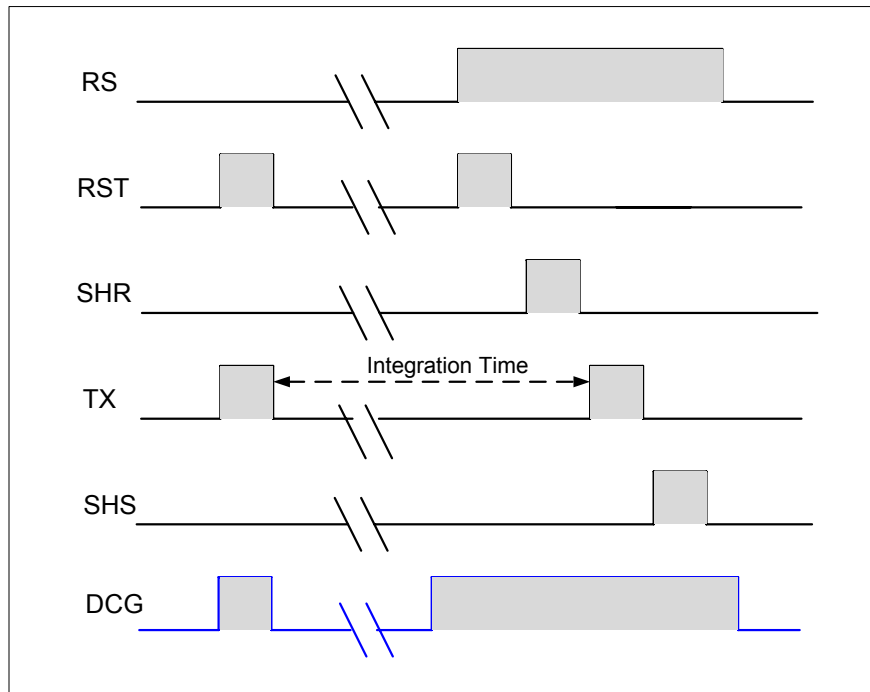 RS
RST
SHR
Integration Time
TX
SHS
DCG